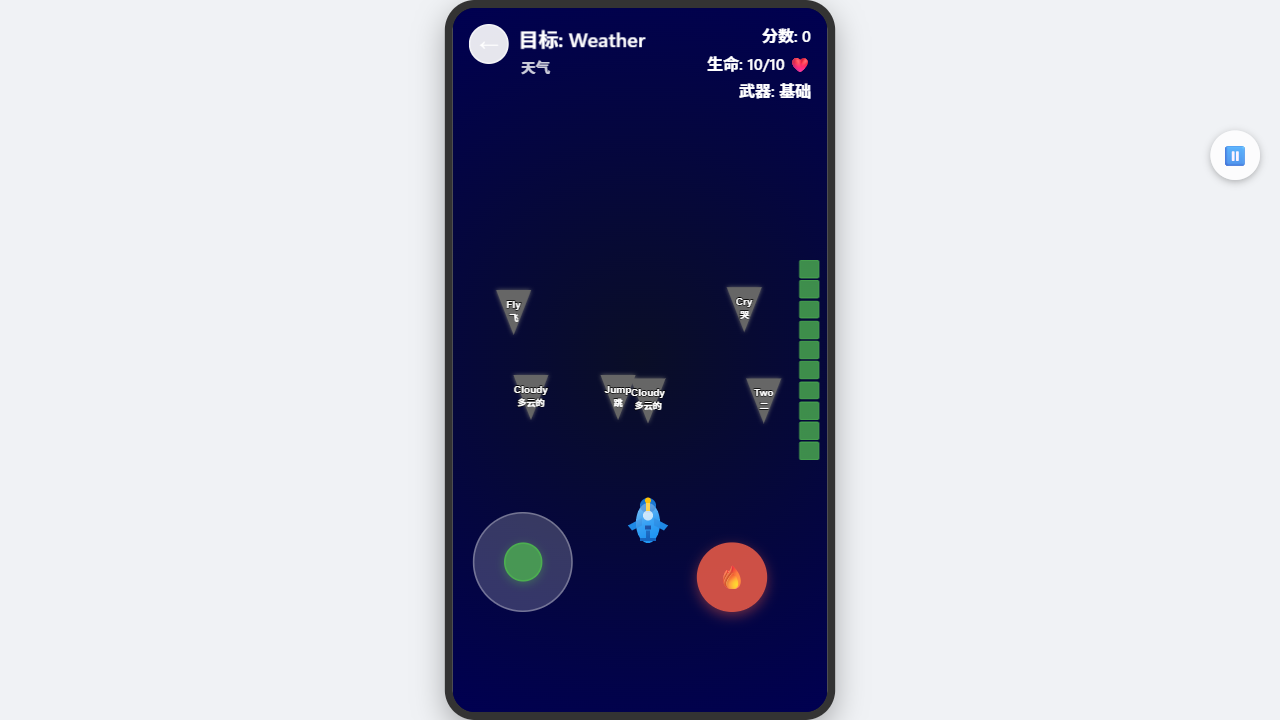 目标: Weather
天气
分数: 0
生命: 10/10
武器: 基础
Fly
飞
Cry
哭
Cloudy
多云的
Jump
跳
Cloudy
多云的
Two
二